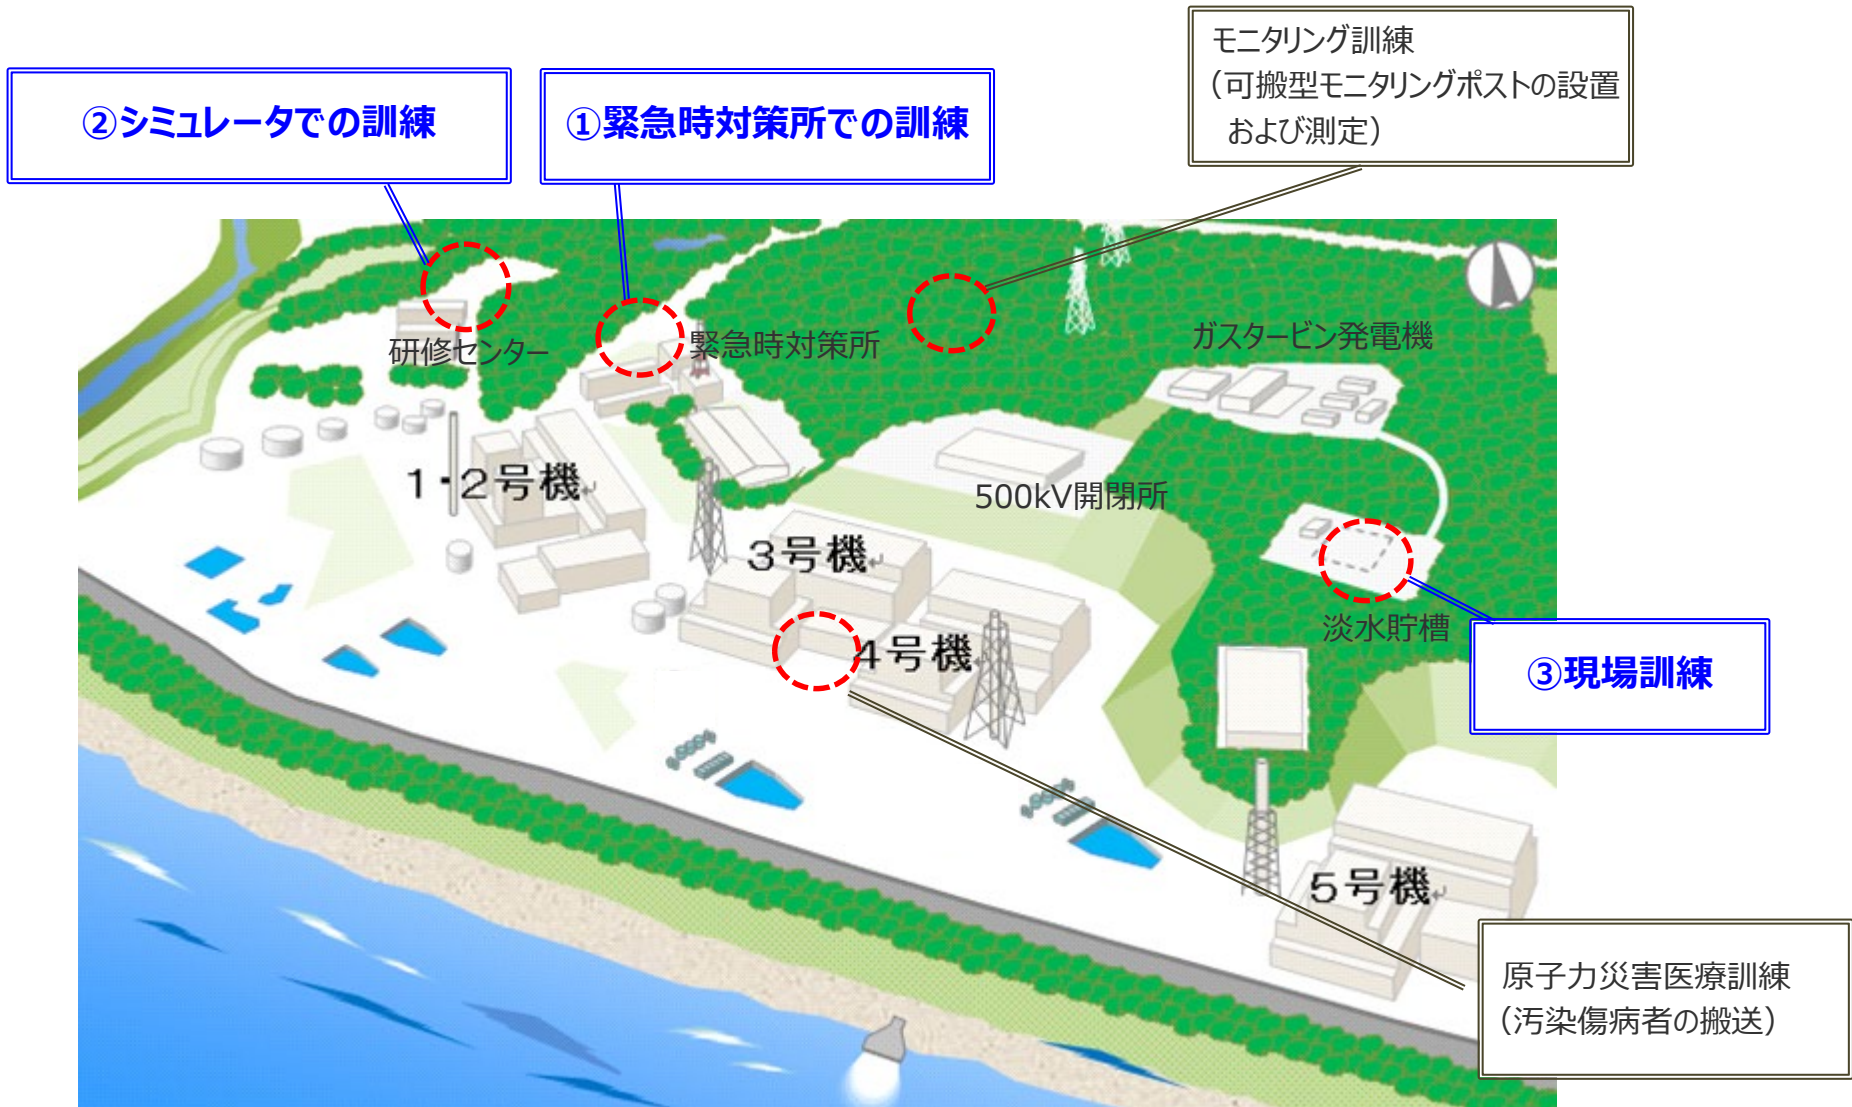 モニタリング訓練
（可搬型モニタリングポストの設置
および測定）
②シミュレータでの訓練
①緊急時対策所での訓練
研修センター
緊急時対策所
ガスタービン発電機
1・2号機
500kV開閉所
3号機
淡水貯槽
4号機
③現場訓練
5号機
原子力災害医療訓練
（汚染傷病者の搬送）